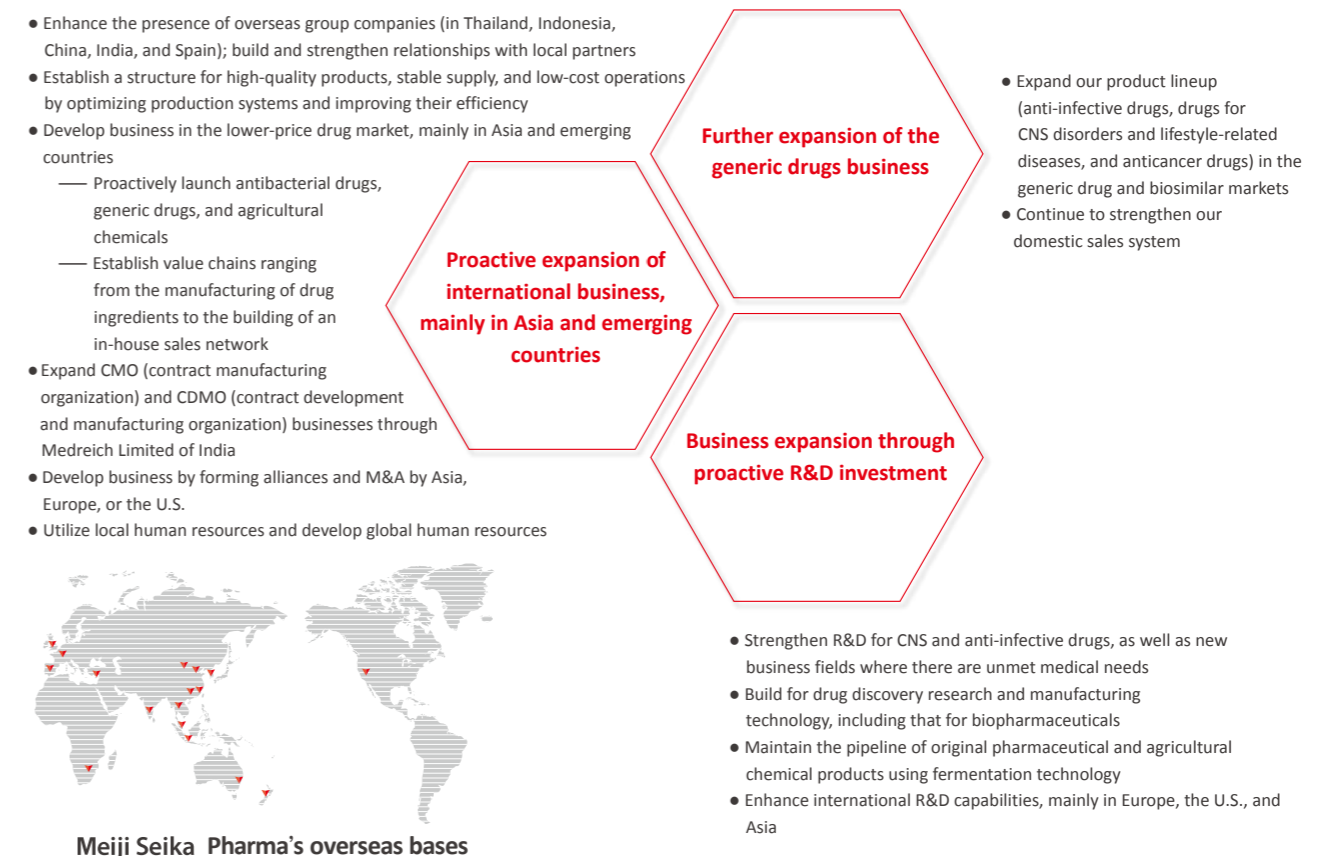 ● Enhance the presence of overseas group companies (in Thailand, Indonesia,
China, India, and Spain); build and strengthen relationships with local partners
● Establish a structure for high-quality products, stable supply, and low-cost operations
by optimizing production systems and improving their efficiency
● Develop business in the lower-price drug market, mainly in Asia and emerging
countries
— Proactively launch antibacterial drugs,
generic drugs, and agricultural
chemicals
— Establish value chains ranging
from the manufacturing of drug
ingredients to the building of an
in-house sales network
● Expand CMO (contract manufacturing
organization) and CDMO (contract development
and manufacturing organization) businesses through
Medreich Limited of India
● Develop business by forming alliances and M&A by Asia,
Europe, or the U.S.
● Utilize local human resources and develop global human resources
Proactive expansion of
international business,
mainly in Asia and emerging
countries
Further expansion of the
generic drugs business
● Expand our product lineup
(anti-infective drugs, drugs for
CNS disorders and lifestyle-related
diseases, and anticancer drugs) in the
generic drug and biosimilar markets
● Continue to strengthen our
domestic sales system
Business expansion through
proactive R&D investment
● Strengthen R&D for CNS and anti-infective drugs, as well as new
business fields where there are unmet medical needs
● Build for drug discovery research and manufacturing
technology, including that for biopharmaceuticals
● Maintain the pipeline of original pharmaceutical and agricultural
chemical products using fermentation technology
● Enhance international R&D capabilities, mainly in Europe, the U.S., and
Asia
Meiji Seika Pharma's overseas bases